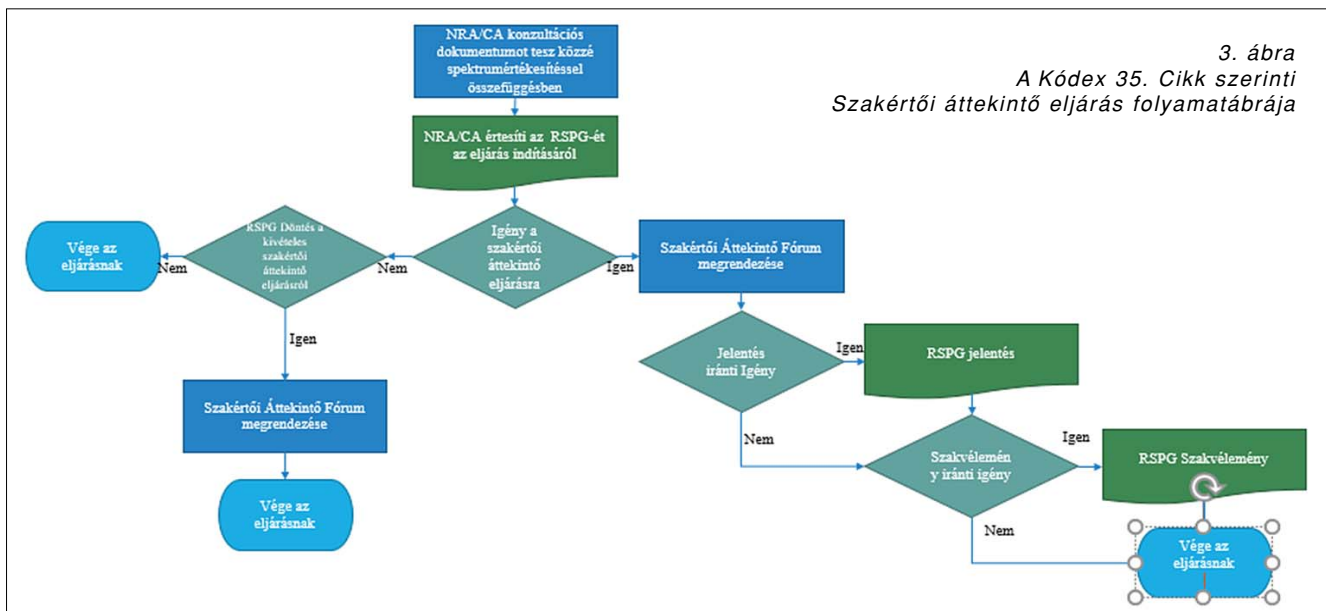 3. ábra
A Kódex 35. Cikk szerinti
Szakértői áttekintő eljárás folyamatábrája
NRA/CA konzultációs
dokumentumot tesz közzé
spektrumértékesítéssel
összefüggésben
NRA/CA értesíti az RSPG-ét
az eljárás indításáról
Igény a
szakértői
áttekintő
eljárásra
Nem
Igen
RSPG Döntés a
kivételes
szakértői
áttekintő
eljárásról
Nem
Vége az
eljárásnak
Igen
Szakértői Áttekintő Fórum
megrendezése
Vége az
eljárásnak
Szakértői Áttekintő Fórum
megrendezése
Jelentés
iránti Igény
Igen
RSPG jelentés
Nem
Szakvélemén
y iránti igény
Igen
RSPG Szakvélemény
Nem
Vége az
eljárásnak